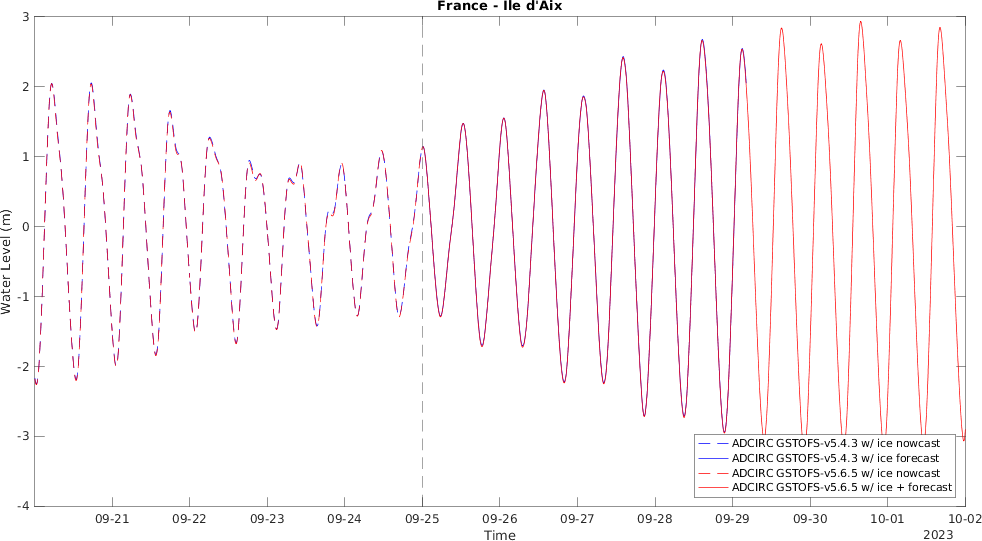 France - Ile d'Aix
3
2
1
0
-1
-2
-3
-4
Water Level (m)
09-21 09-22 09-23 09-24 09-25 09-26 09-27 09-28 09-29 09-30 10-01 10-02
Time
2023
ADCIRC GSTOFS-v5.4.3 w/ ice nowcast
ADCIRC GSTOFS-v5.4.3 w/ ice forecast
ADCIRC GSTOFS-v5.6.5 w/ ice nowcast
ADCIRC GSTOFS-v5.6.5 w/ ice + forecast